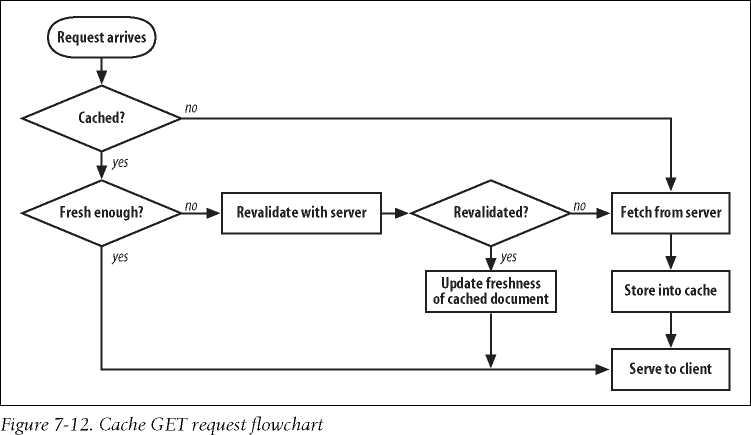 Request arrives
Cached?
no
yes
Fresh enough?
no
Revalidate with server
Revalidated?
no
Fetch from server
yes
yes
Update freshness
of cached document
Store into cache
Serve to client
Figure 7-12. Cache GET request flowchart